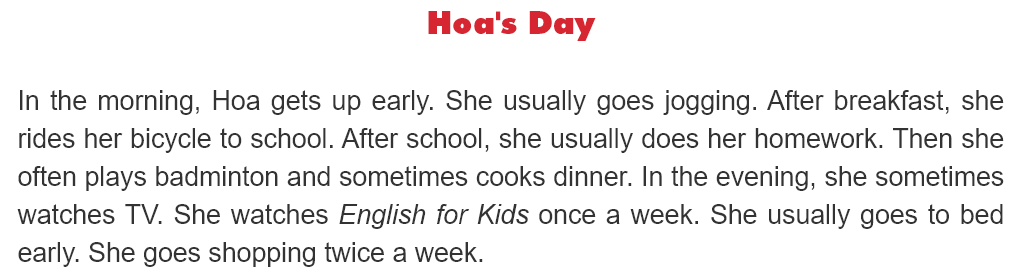 Hoa's Day
In the morning, Hoa gets up early. She usually goes jogging. After breakfast, she
rides her bicycle to school. After school, she usually does her homework. Then she
often plays badminton and sometimes cooks dinner. In the evening, she sometimes
watches TV. She watches English for Kids once a week. She usually goes to bed
early. She goes shopping twice a week.